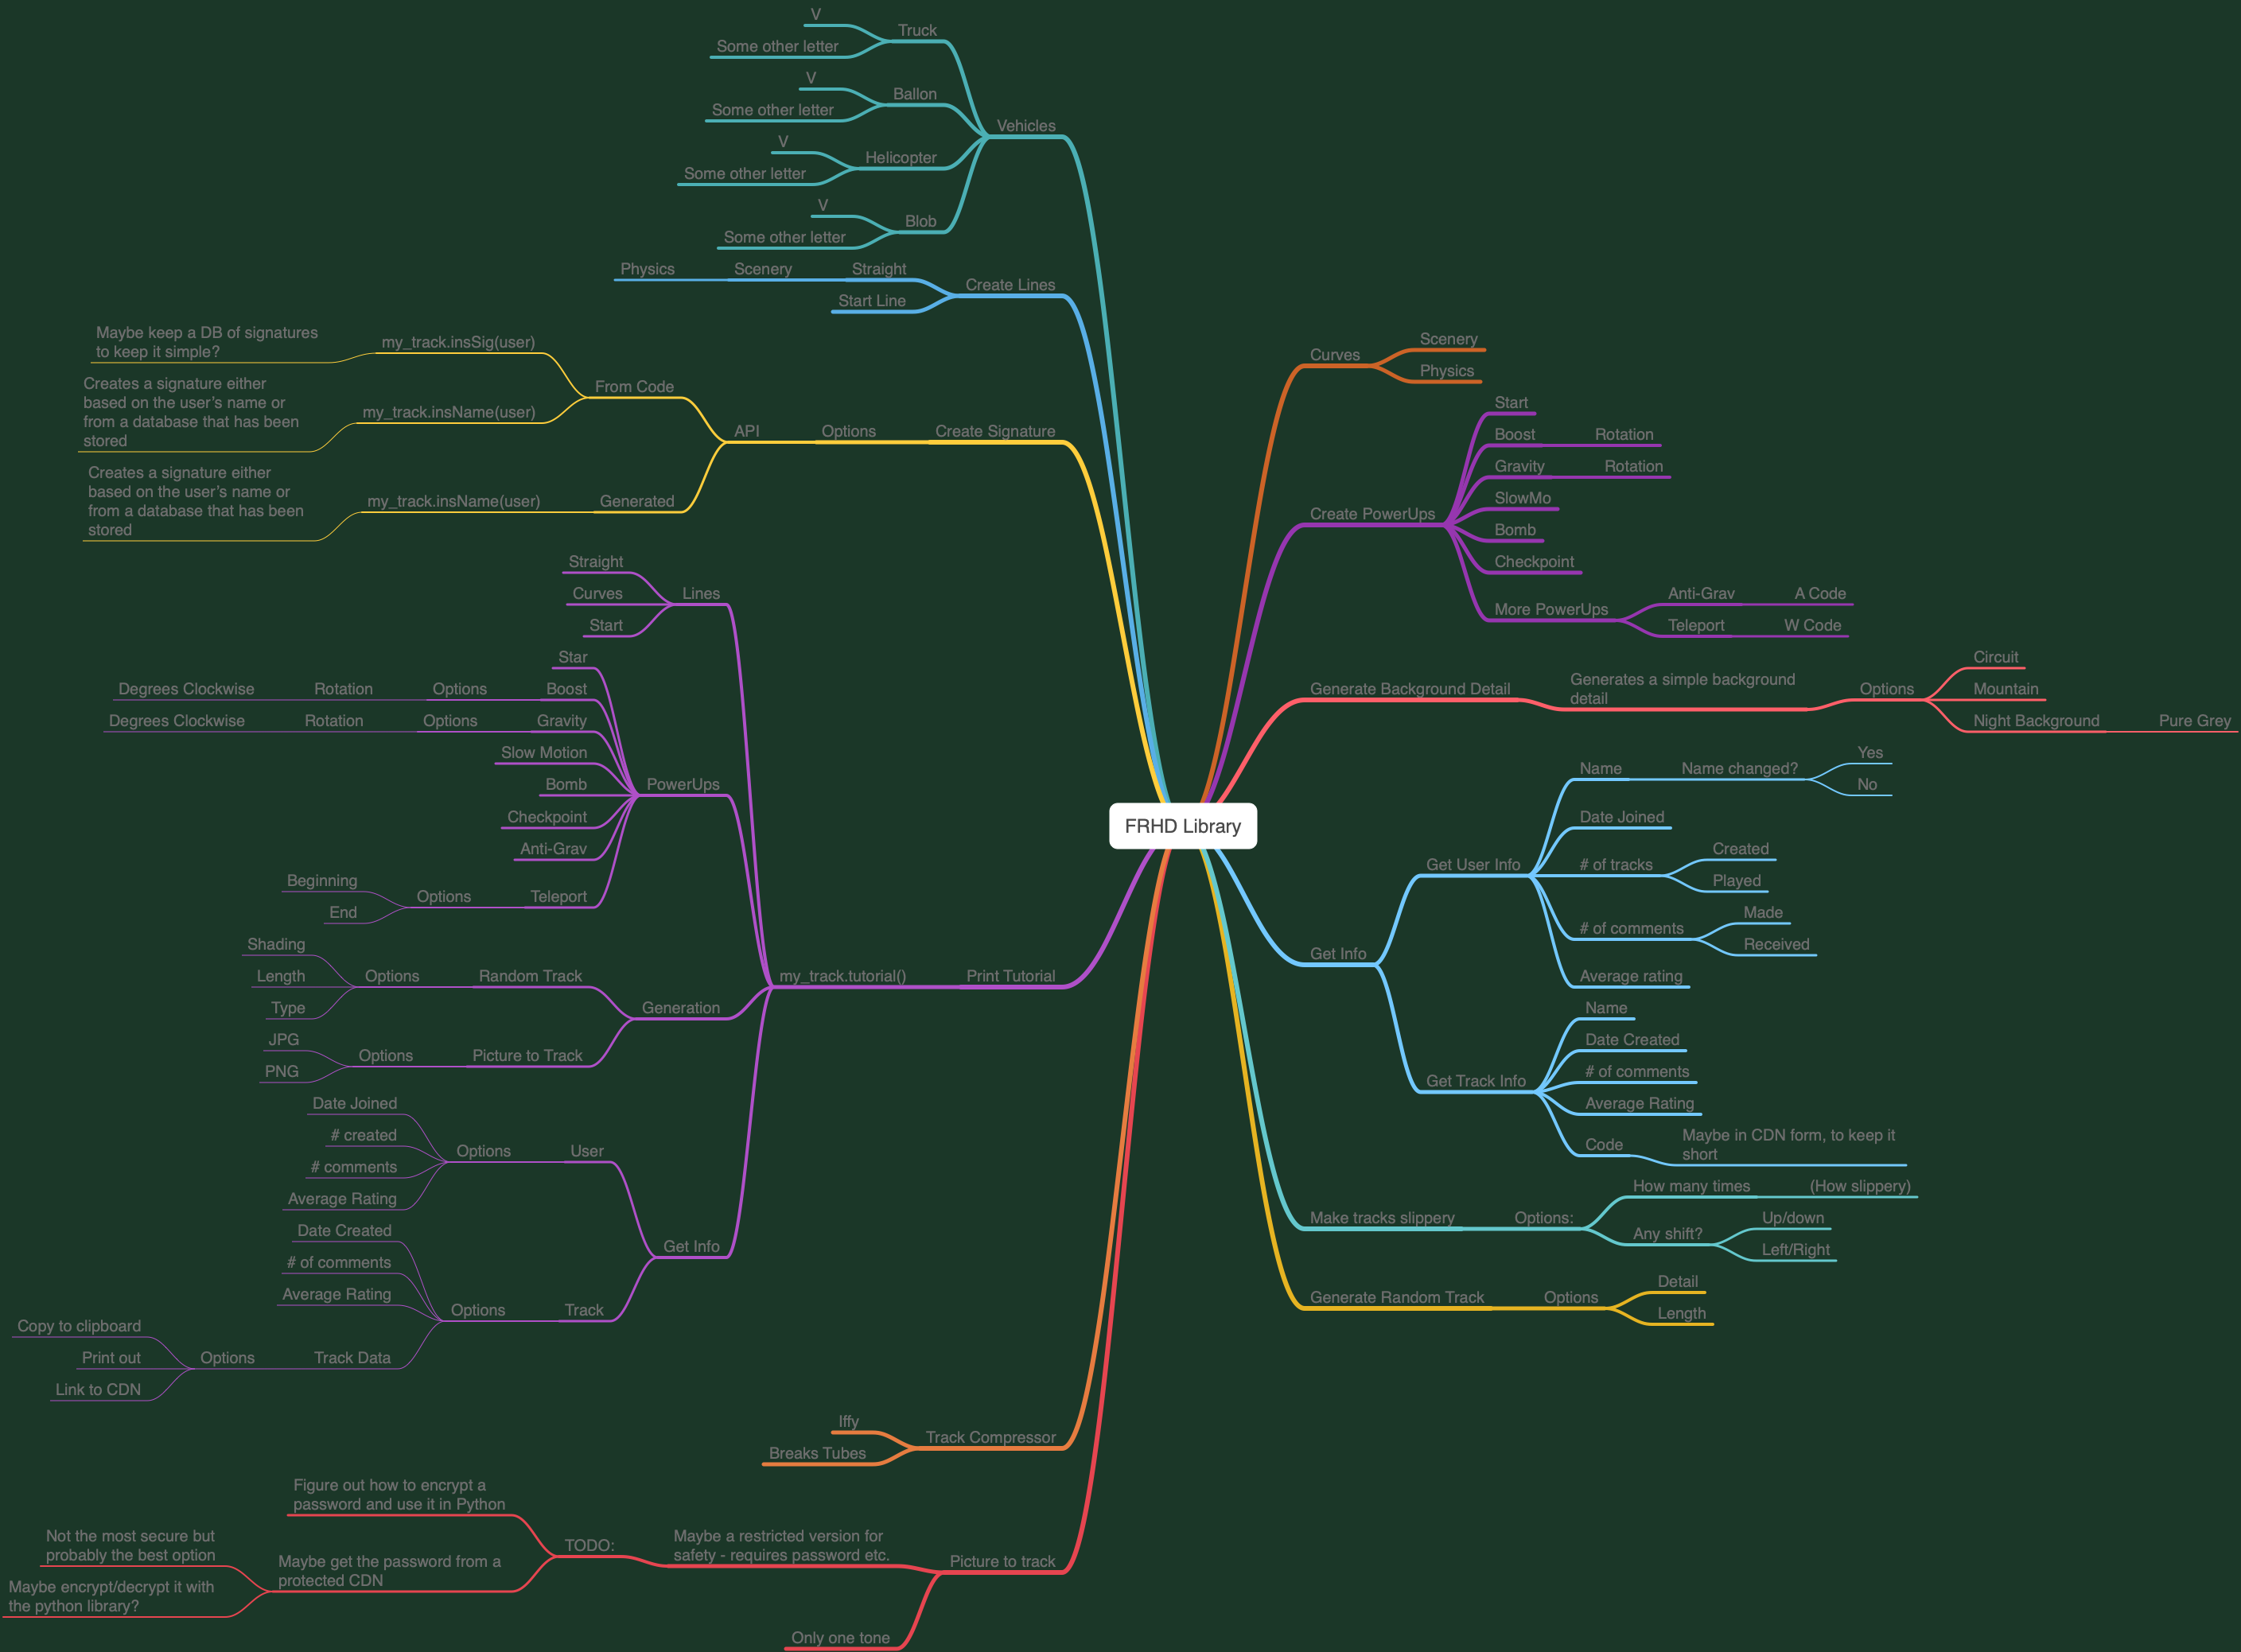 V
Truck
Some other letter
V
Ballon
Some other letter
Vehicles
V
Helicopter
Some other letter
V
Blob
Some other letter
Physics
Scenery
Straight
Create Lines
Start Line
Maybe keep a DB of signatures
to keep it simple?
my_track.insSig(user)
Creates a signature either
based on the user's name or
from a database that has been
stored
my_track.insName(user)
From Code
API
Options
Create Signature
Creates a signature either
based on the user's name or
from a database that has been
stored
my_track.insName(user)
Generated
Straight
Curves
Lines
Start
Star
Degrees Clockwise
Rotation
Options
Boost
Degrees Clockwise
Rotation
Options
Gravity
Slow Motion
Bomb
PowerUps
Checkpoint
Anti-Grav
Beginning
Options
Teleport
End
Shading
Length
Options
Random Track
Type
my_track.tutorial()
Print Tutorial
Generation
JPG
Options
Picture to Track
PNG
Date Joined
# created
# comments
Options
User
Average Rating
Get Info
Date Created
# of comments
Average Rating
Options
Track
Copy to clipboard
Print out
Options
Track Data
Link to CDN
Iffy
Track Compressor
Breaks Tubes
Figure out how to encrypt a
password and use it in Python
Not the most secure but
probably the best option
Maybe get the password from a
protected CDN
Maybe encrypt/decrypt it with
the python library?
TODO:
Maybe a restricted version for
safety - requires password etc.
Picture to track
Only one tone
FRHD Library
Curves
Scenery
Physics
Create PowerUps
Start
Boost
Rotation
Gravity
Rotation
SlowMo
Bomb
Checkpoint
More PowerUps
Anti-Grav
A Code
Teleport
W Code
Generate Background Detail
Generates a simple background
detail
Options
Circuit
Mountain
Night Background
Pure Grey
Get Info
Get User Info
Name
Name changed?
Yes
No
Date Joined
# of tracks
Created
Played
# of comments
Made
Received
Average rating
Get Track Info
Name
Date Created
# of comments
Average Rating
Code
Maybe in CDN form, to keep it
short
Make tracks slippery
Options:
How many times
(How slippery)
Any shift?
Up/down
Left/Right
Generate Random Track
Options
Detail
Length